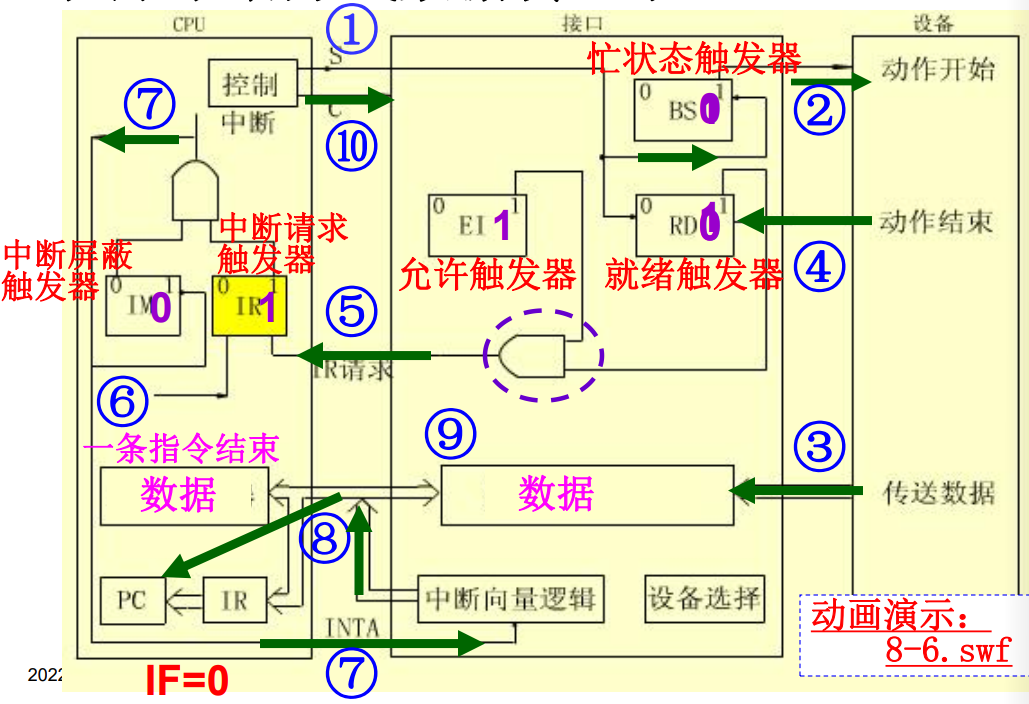 CPU
①
接口
设备
S
忙状态触发器
动作开始
控制
0
1
BS
0
②
⑦
中断
C
⑩
0
1
EI
1
0
1
RD
0
动作结束
中断屏蔽
触发器
中断请求
触发器
允许触发器
就绪触发器
④
0
1
IM
0
0
1
IR
1
⑤
IR请求
⑥
一条指令结束
⑨
③
数据
数据
传送数据
⑧
PC
IR
中断向量逻辑
设备选择
INTA
动画演示:
8-6.swf
2022
IF=0
⑦